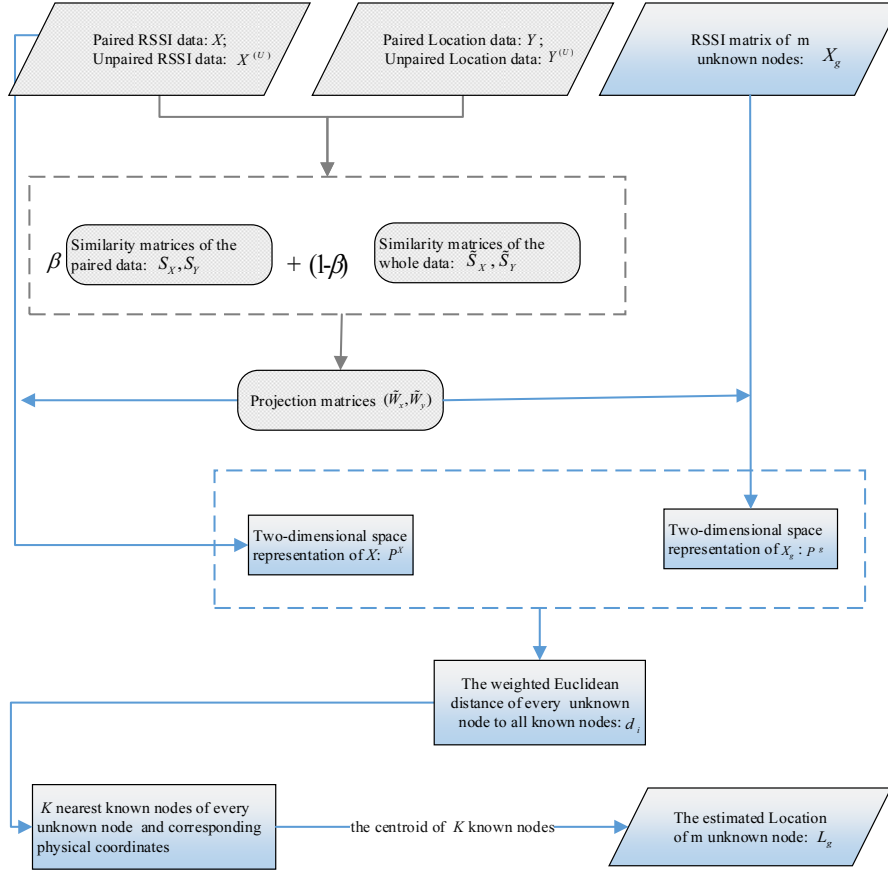 Paired RSSI data: X;
Unpaired RSSI data: X^(U)
Paired Location data: Y ;
Unpaired Location data: Y^(U)
RSSI matrix of m
unknown nodes: X_g
β
Similarity matrices of the
paired data: S_X, S_Y
+ (1-β)
Similarity matrices of the
whole data: S̃_X, S̃_Y
Projection matrices (W̃_x, W̃_y)
Two-dimensional space
representation of X: P^X
Two-dimensional space
representation of X_g : P^g
The weighted Euclidean
distance of every unknown
node to all known nodes: d_i
K nearest known nodes of every
unknown node and corresponding
physical coordinates
the centroid of K known nodes
The estimated Location
of m unknown node: L_g